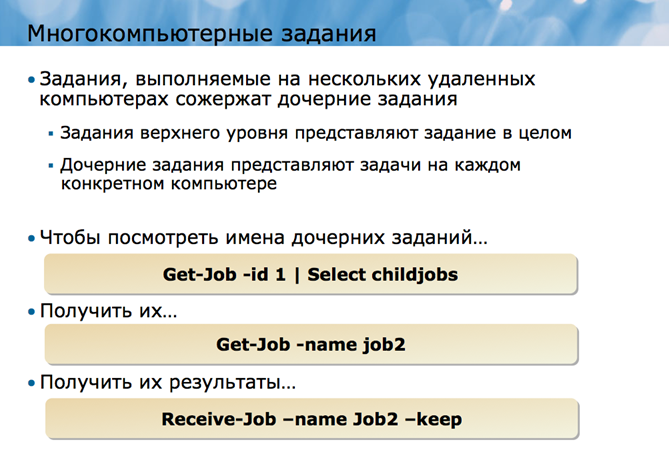 Многокомпьютерные задания
• Задания, выполняемые на нескольких удаленных
компьютерах сожержат дочерние задания
▪ Задания верхнего уровня представляют задание в целом
▪ Дочерние задания представляют задачи на каждом
конкретном компьютере
• Чтобы посмотреть имена дочерних заданий…
Get-Job -id 1 | Select childjobs
• Получить их…
Get-Job -name job2
• Получить их результаты…
Receive-Job –name Job2 –keep